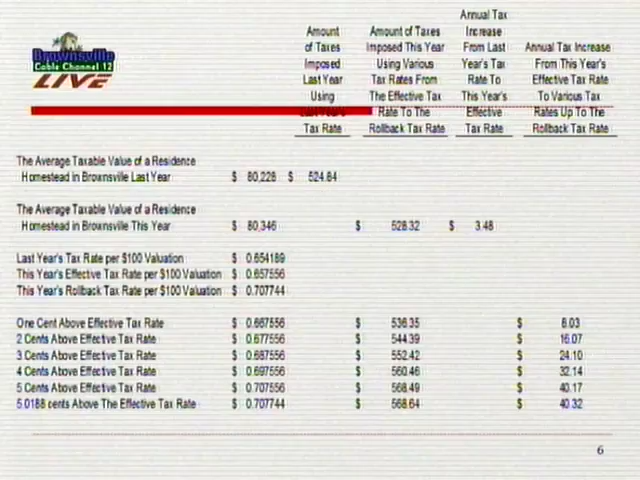 Brownsville
Cable Channel 12
LIVE
Amount of Taxes Imposed Last Year Using Last Year's Tax Rate
Amount of Taxes Imposed This Year Using Various Tax Rates From The Effective Tax Rate To The Rollback Tax Rate
Annual Tax Increase From Last Year's Tax Rate To This Year's Effective Tax Rate
Annual Tax Increase From This Year's Effective Tax Rate To Various Tax Rates Up To The Rollback Tax Rate
The Average Taxable Value of a Residence
Homestead in Brownsville Last Year $ 80,228 $ 524.84
The Average Taxable Value of a Residence
Homestead in Brownsville This Year $ 80,346 $ 528.32 $ 3.48
Last Year's Tax Rate per $100 Valuation $ 0.654189
This Year's Effective Tax Rate per $100 Valuation $ 0.657556
This Year's Rollback Tax Rate per $100 Valuation $ 0.707744
One Cent Above Effective Tax Rate $ 0.667556 $ 536.35 $ 8.03
2 Cents Above Effective Tax Rate $ 0.677556 $ 544.39 $ 16.07
3 Cents Above Effective Tax Rate $ 0.687556 $ 552.42 $ 24.10
4 Cents Above Effective Tax Rate $ 0.697556 $ 560.46 $ 32.14
5 Cents Above Effective Tax Rate $ 0.707556 $ 568.49 $ 40.17
5.0188 cents Above The Effective Tax Rate $ 0.707744 $ 568.64 $ 40.32
6